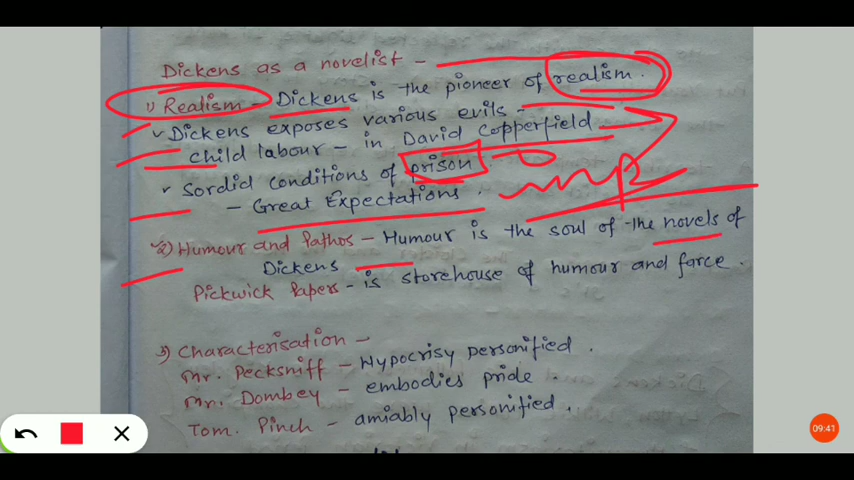 Dickens as a novelist -
1) Realism - Dickens is the pioneer of realism.
Dickens exposes various evils -
child labour - in David Copperfield
Sordid conditions of prison
- Great Expectations
2) Humour and Pathos - Humour is the soul of the novels of
Dickens
Pickwick Papers - is storehouse of humour and farce.
3) Characterisation -
Mr. Pecksniff - Hypocrisy personified.
Mr. Dombey - embodies pride.
Tom. Pinch - amiably personified.
09:41